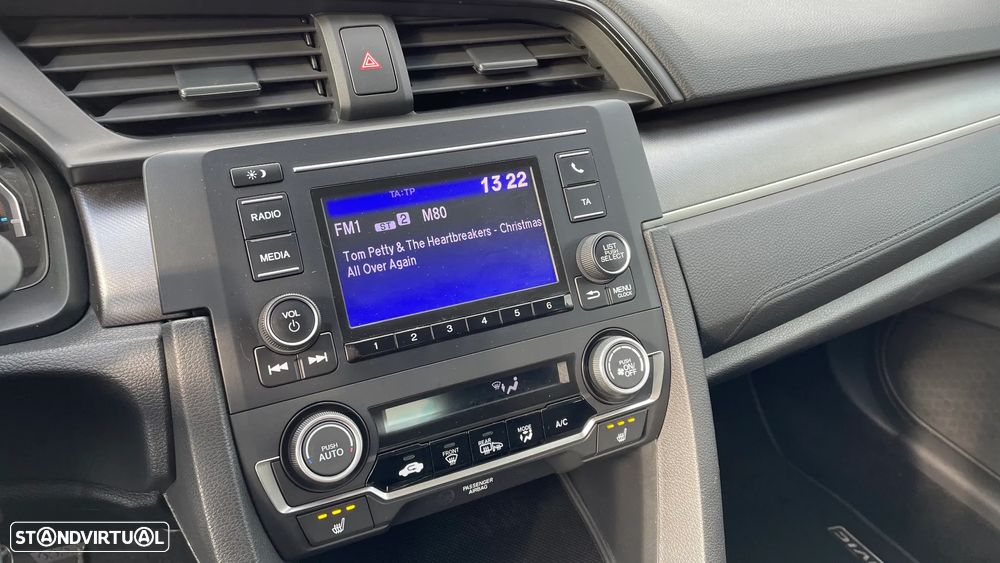 TA:TP
13 22
FM1 ST 2 M80
Tom Petty & The Heartbreakers - Christmas
All Over Again
RADIO
MEDIA
VOL
TA
LIST
PUSH
SELECT
MENU
CLOCK
1 2 3 4 5 6
PUSH
AUTO
PUSH
ON/
OFF
FRONT
REAR
MODE
A/C
PASSENGER
AIRBAG
STANDVIRTUAL